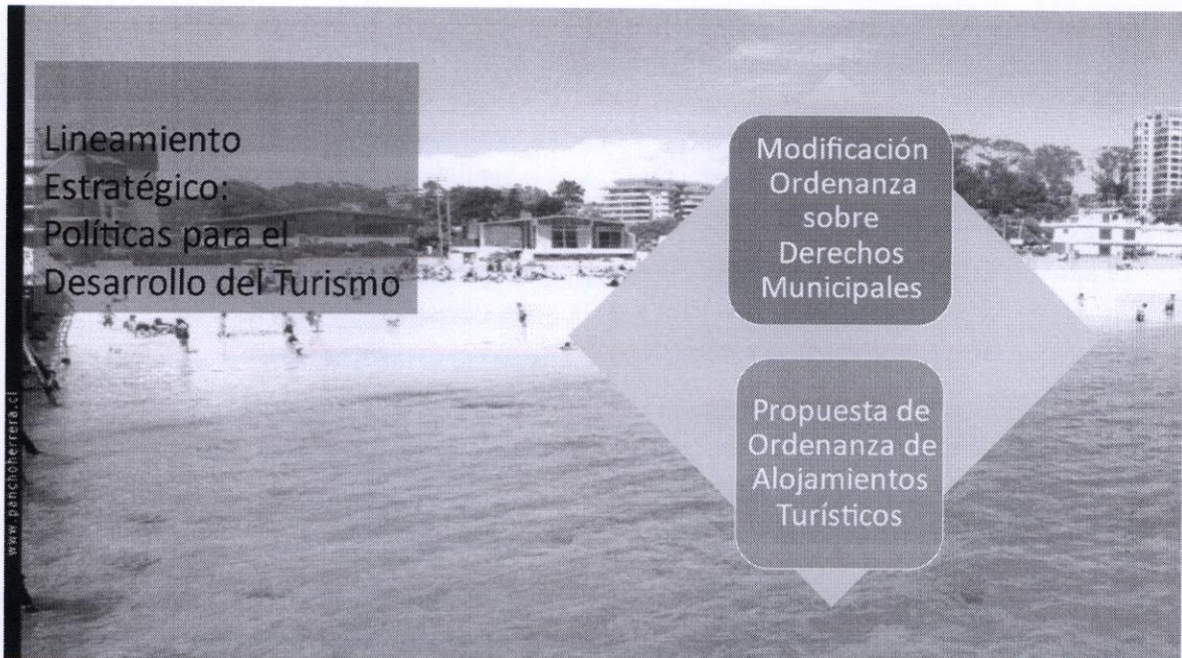 Lineamiento
Estratégico:
Políticas para el
Desarrollo del Turismo
Modificación
Ordenanza
sobre
Derechos
Municipales
Propuesta de
Ordenanza de
Alojamientos
Turísticos
www.panchoherrera.cl